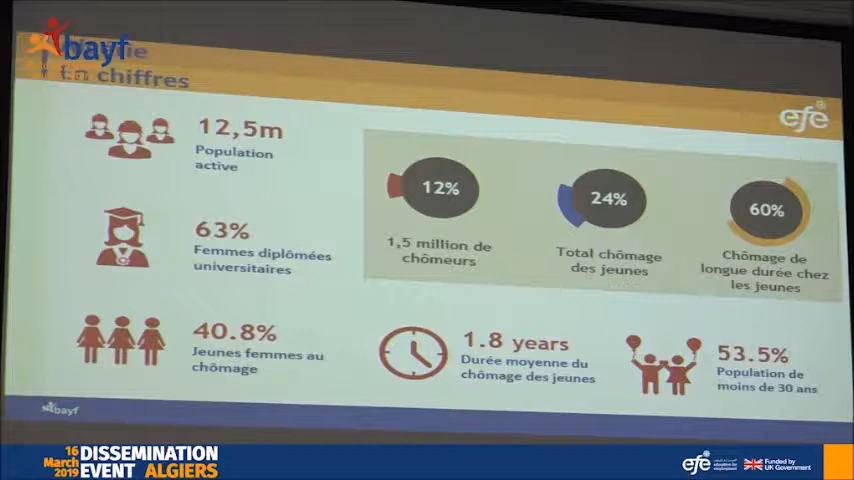 bayf
En chiffres
efe
12,5m
Population
active
63%
Femmes diplômées
universitaires
40.8%
Jeunes femmes au
chômage
12%
1,5 million de
chômeurs
24%
Total chômage
des jeunes
60%
Chômage de
longue durée chez
les jeunes
1.8 years
Durée moyenne du
chômage des jeunes
53.5%
Population de
moins de 30 ans
bayf
16
March
2019
DISSEMINATION
EVENT ALGIERS
efe
Funded by
UK Government